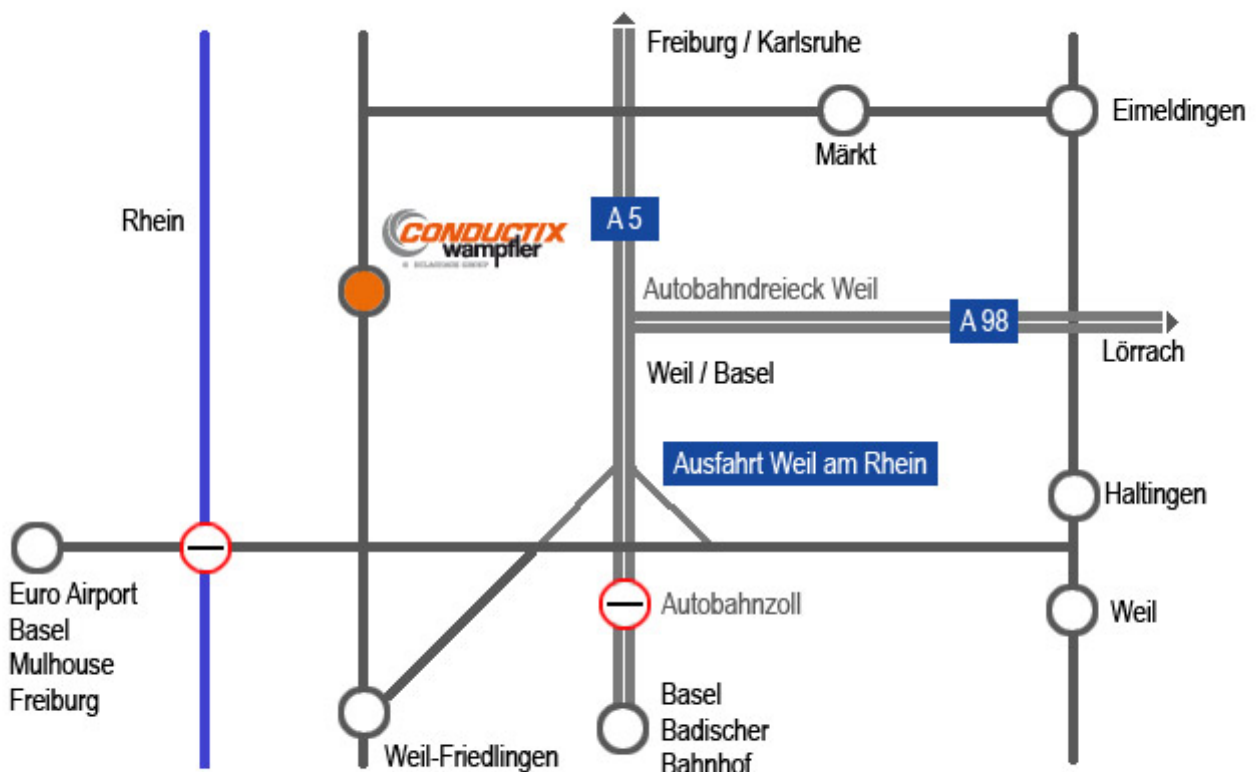 Freiburg / Karlsruhe
Eimeldingen
Märkt
Rhein
A 5
CONDUCTIX
wampfler
Autobahndreieck Weil
A 98
Lörrach
Weil / Basel
Ausfahrt Weil am Rhein
Haltingen
Euro Airport
Basel
Mulhouse
Freiburg
Autobahnzoll
Weil
Basel
Badischer
Bahnhof
Weil-Friedlingen